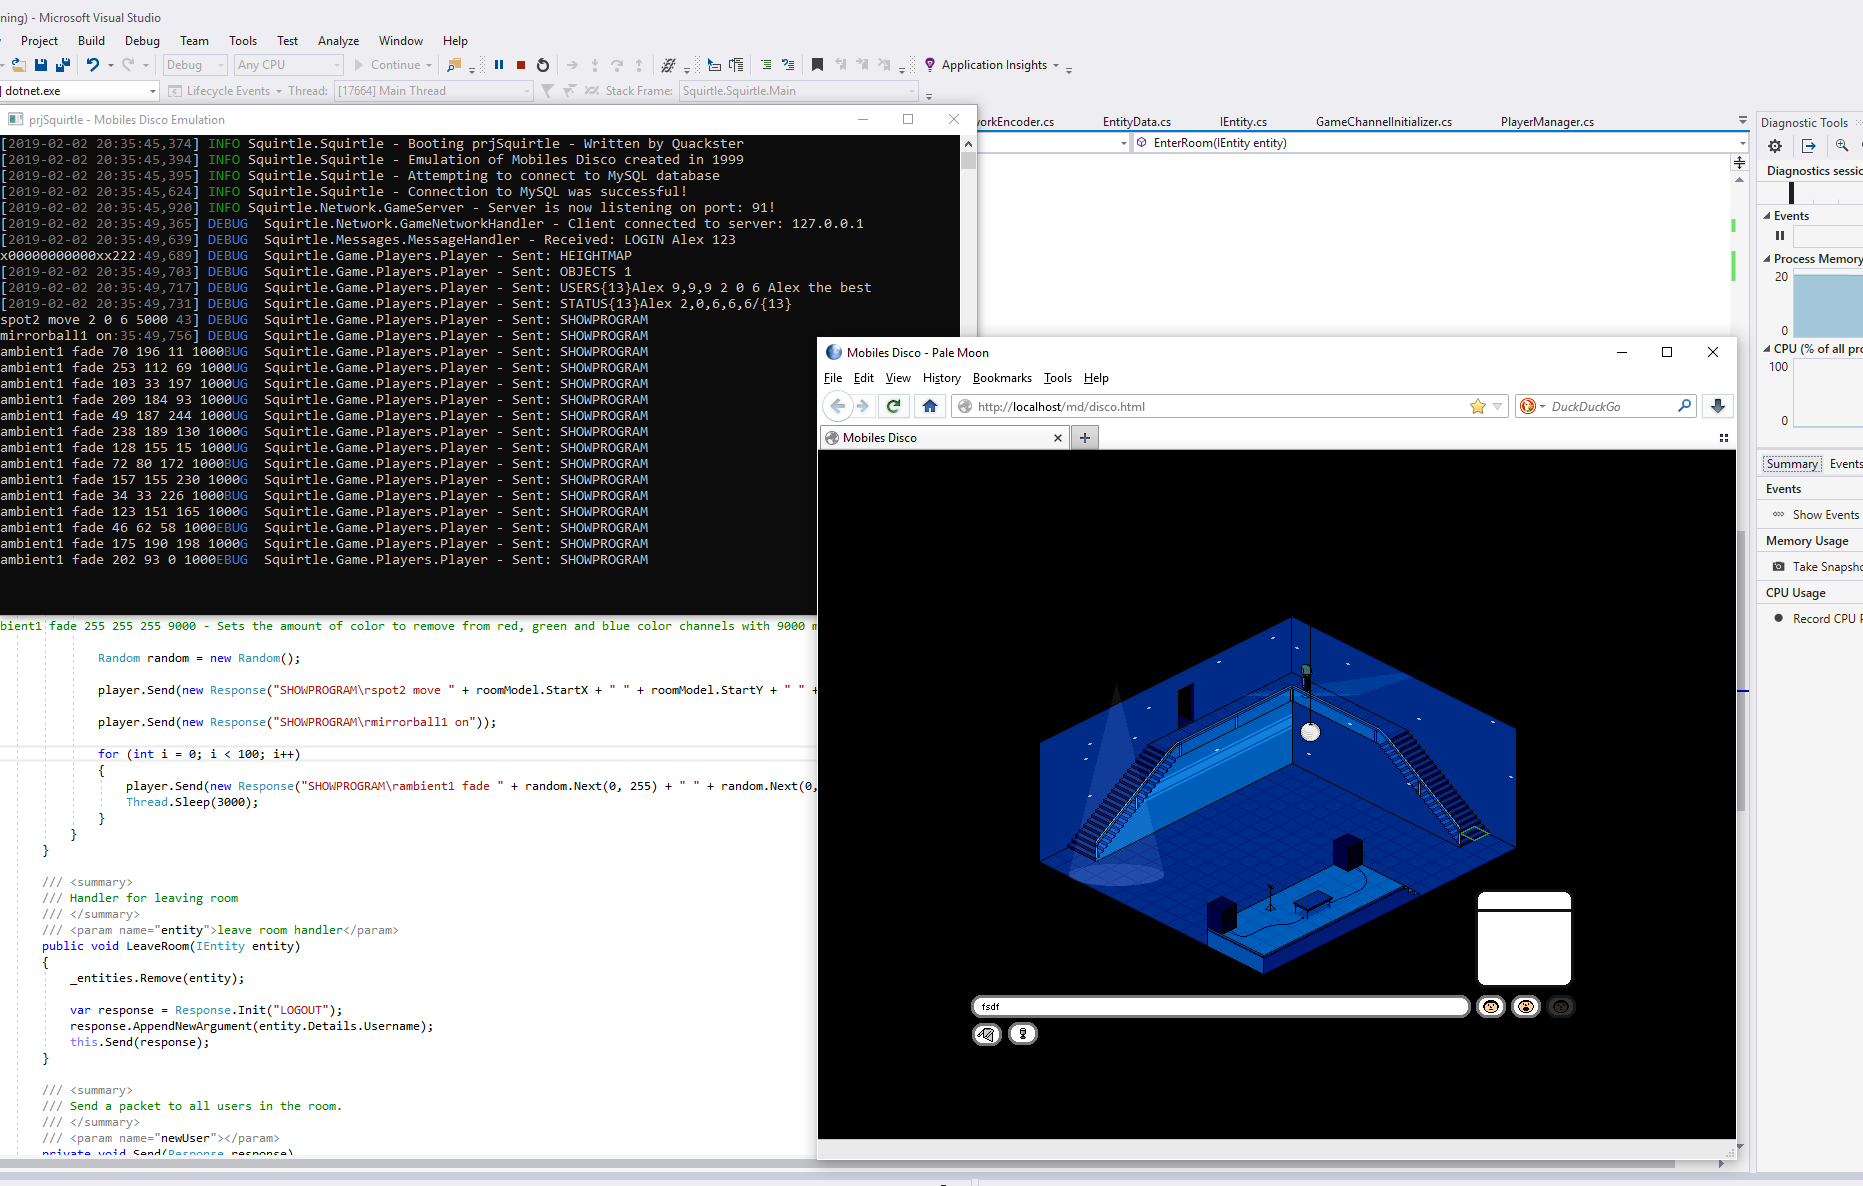 ning) - Microsoft Visual Studio
Project Build Debug Team Tools Test Analyze Window Help
Debug Any CPU Continue Application Insights
dotnet.exe Lifecycle Events Thread: [17664] Main Thread Stack Frame: Squirtle.Squirtle.Main
prjSquirtle - Mobiles Disco Emulation
[2019-02-02 20:35:45,374] INFO Squirtle.Squirtle - Booting prjSquirtle - Written by Quackster
[2019-02-02 20:35:45,394] INFO Squirtle.Squirtle - Emulation of Mobiles Disco created in 1999
[2019-02-02 20:35:45,395] INFO Squirtle.Squirtle - Attempting to connect to MySQL database
[2019-02-02 20:35:45,624] INFO Squirtle.Squirtle - Connection to MySQL was successful!
[2019-02-02 20:35:45,920] INFO Squirtle.Network.GameServer - Server is now listening on port: 91!
[2019-02-02 20:35:49,365] DEBUG Squirtle.Network.GameNetworkHandler - Client connected to server: 127.0.0.1
[2019-02-02 20:35:49,639] DEBUG Squirtle.Messages.MessageHandler - Received: LOGIN Alex 123
x00000000000xx222:49,689] DEBUG Squirtle.Game.Players.Player - Sent: HEIGHTMAP
[2019-02-02 20:35:49,703] DEBUG Squirtle.Game.Players.Player - Sent: OBJECTS 1
[2019-02-02 20:35:49,717] DEBUG Squirtle.Game.Players.Player - Sent: USERS{13}Alex 9,9,9 2 0 6 Alex the best
[2019-02-02 20:35:49,731] DEBUG Squirtle.Game.Players.Player - Sent: STATUS{13}Alex 2,0,6,6,6/{13}
spot2 move 2 0 6 5000 43] DEBUG Squirtle.Game.Players.Player - Sent: SHOWPROGRAM
mirrorball1 on:35:49,756] DEBUG Squirtle.Game.Players.Player - Sent: SHOWPROGRAM
ambient1 fade 70 196 11 1000BUG Squirtle.Game.Players.Player - Sent: SHOWPROGRAM
ambient1 fade 253 112 69 1000UG Squirtle.Game.Players.Player - Sent: SHOWPROGRAM
ambient1 fade 103 33 197 1000UG Squirtle.Game.Players.Player - Sent: SHOWPROGRAM
ambient1 fade 209 184 93 1000UG Squirtle.Game.Players.Player - Sent: SHOWPROGRAM
ambient1 fade 49 187 244 1000UG Squirtle.Game.Players.Player - Sent: SHOWPROGRAM
ambient1 fade 238 189 130 1000G Squirtle.Game.Players.Player - Sent: SHOWPROGRAM
ambient1 fade 128 155 15 1000UG Squirtle.Game.Players.Player - Sent: SHOWPROGRAM
ambient1 fade 72 80 172 1000BUG Squirtle.Game.Players.Player - Sent: SHOWPROGRAM
ambient1 fade 157 155 230 1000G Squirtle.Game.Players.Player - Sent: SHOWPROGRAM
ambient1 fade 34 33 226 1000BUG Squirtle.Game.Players.Player - Sent: SHOWPROGRAM
ambient1 fade 123 151 165 1000G Squirtle.Game.Players.Player - Sent: SHOWPROGRAM
ambient1 fade 46 62 58 1000EBUG Squirtle.Game.Players.Player - Sent: SHOWPROGRAM
ambient1 fade 175 190 198 1000G Squirtle.Game.Players.Player - Sent: SHOWPROGRAM
ambient1 fade 202 93 0 1000EBUG Squirtle.Game.Players.Player - Sent: SHOWPROGRAM
bient1 fade 255 255 255 9000 - Sets the amount of color to remove from red, green and blue color channels with 9000 m
Random random = new Random();
player.Send(new Response("SHOWPROGRAM\rspot2 move " + roomModel.StartX + " " + roomModel.StartY + " " +
player.Send(new Response("SHOWPROGRAM\rmirrorball1 on"));
for (int i = 0; i < 100; i++)
{
player.Send(new Response("SHOWPROGRAM\rambient1 fade " + random.Next(0, 255) + " " + random.Next(0,
Thread.Sleep(3000);
}
}
}
/// <summary>
/// Handler for leaving room
/// </summary>
/// <param name="entity">leave room handler</param>
public void LeaveRoom(IEntity entity)
{
_entities.Remove(entity);
var response = Response.Init("LOGOUT");
response.AppendNewArgument(entity.Details.Username);
this.Send(response);
}
/// <summary>
/// Send a packet to all users in the room.
/// </summary>
/// <param name="newUser"></param>
private void Send(Response response)
workEncoder.cs EntityData.cs IEntity.cs GameChannelInitializer.cs PlayerManager.cs
EnterRoom(IEntity entity)
Mobiles Disco - Pale Moon
File Edit View History Bookmarks Tools Help
http://localhost/md/disco.html DuckDuckGo
Mobiles Disco
fsdf
Diagnostic Tools
Diagnostics sessio
Events
Process Memory
20
0
CPU (% of all pro
100
0
Summary Events
Events
Show Events
Memory Usage
Take Snapsho
CPU Usage
Record CPU P